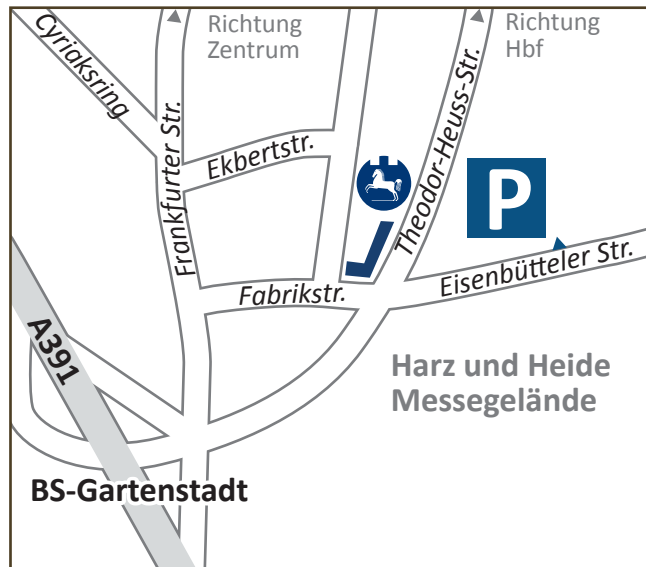 Richtung
Zentrum
Richtung
Hbf
Cyriaksring
Frankfurter Str.
Ekbertstr.
Theodor-Heuss-Str.
P
Fabrikstr.
Eisenbütteler Str.
A391
Harz und Heide
Messegelände
BS-Gartenstadt